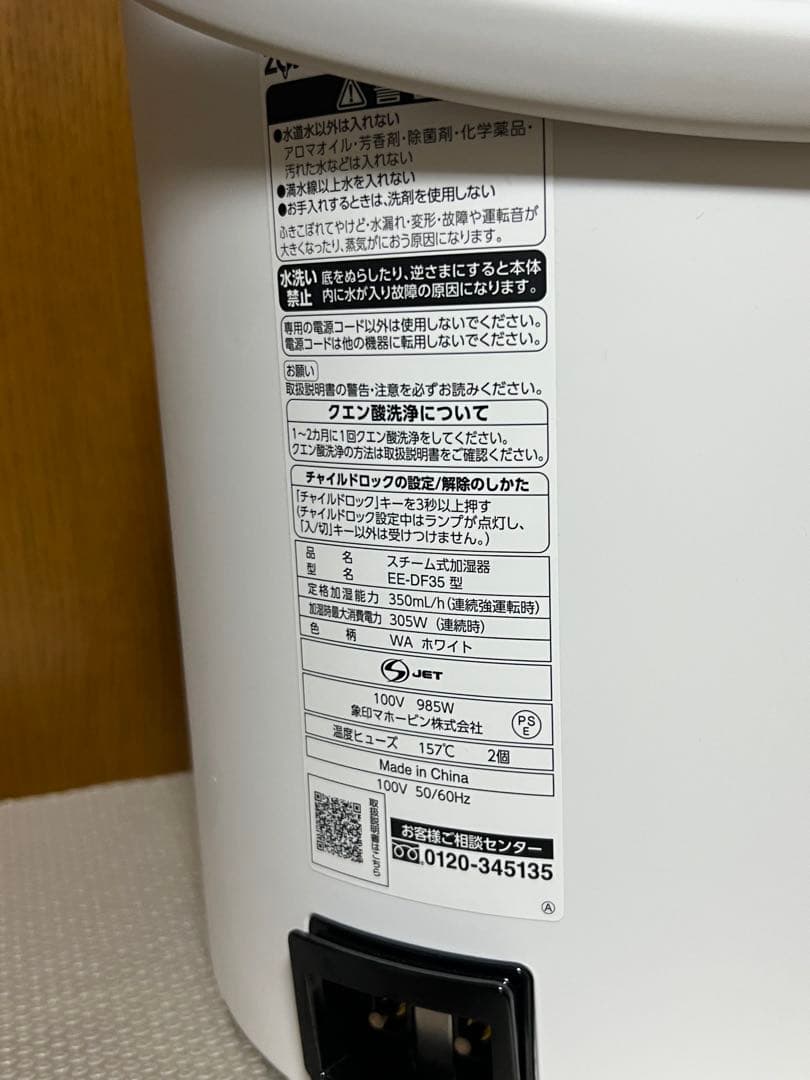 ●水道水以外は入れない
アロマオイル・芳香剤・除菌剤・化学薬品・
汚れた水などは入れない
●満水線以上水を入れない
●お手入れするときは、洗剤を使用しない
ふきこぼれてやけど・水漏れ・変形・故障や運転音が
大きくなったり、蒸気がにおう原因になります。
水洗い禁止
底をぬらしたり、逆さまにすると本体
内に水が入り故障の原因になります。
専用の電源コード以外は使用しないでください。
電源コードは他の機器に転用しないでください。
お願い
取扱説明書の警告・注意を必ずお読みください。
クエン酸洗浄について
1～2カ月に1回クエン酸洗浄をしてください。
クエン酸洗浄の方法は取扱説明書をご確認ください。
チャイルドロックの設定/解除のしかた
「チャイルドロック」キーを3秒以上押す
(チャイルドロック設定中はランプが点灯し、
「入/切」キー以外は受けつけません。)
品名 スチーム式加湿器
型名 EE-DF35 型
定格加湿能力 350mL/h(連続強運転時)
加湿時最大消費電力 305W (連続時)
色柄 WA ホワイト
JET
100V 985W
象印マホービン株式会社
PS
E
温度ヒューズ 157℃ 2個
Made in China
100V 50/60Hz
取扱説明書はこちら
お客様ご相談センター
0120-345135
Ⓐ